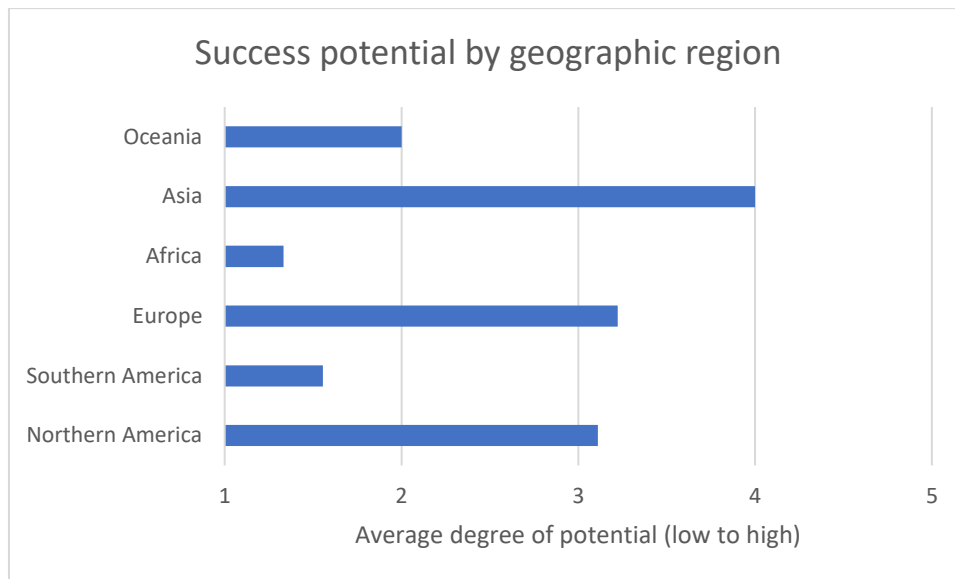 Success potential by geographic region
Oceania
Asia
Africa
Europe
Southern America
Northern America
1 2 3 4 5
Average degree of potential (low to high)